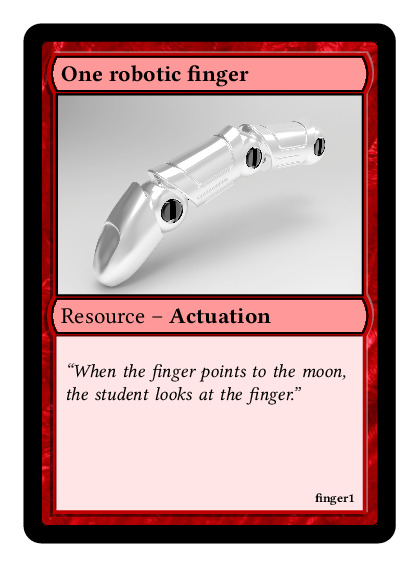 One robotic finger
Resource – Actuation
“When the finger points to the moon,
the student looks at the finger.”
finger1